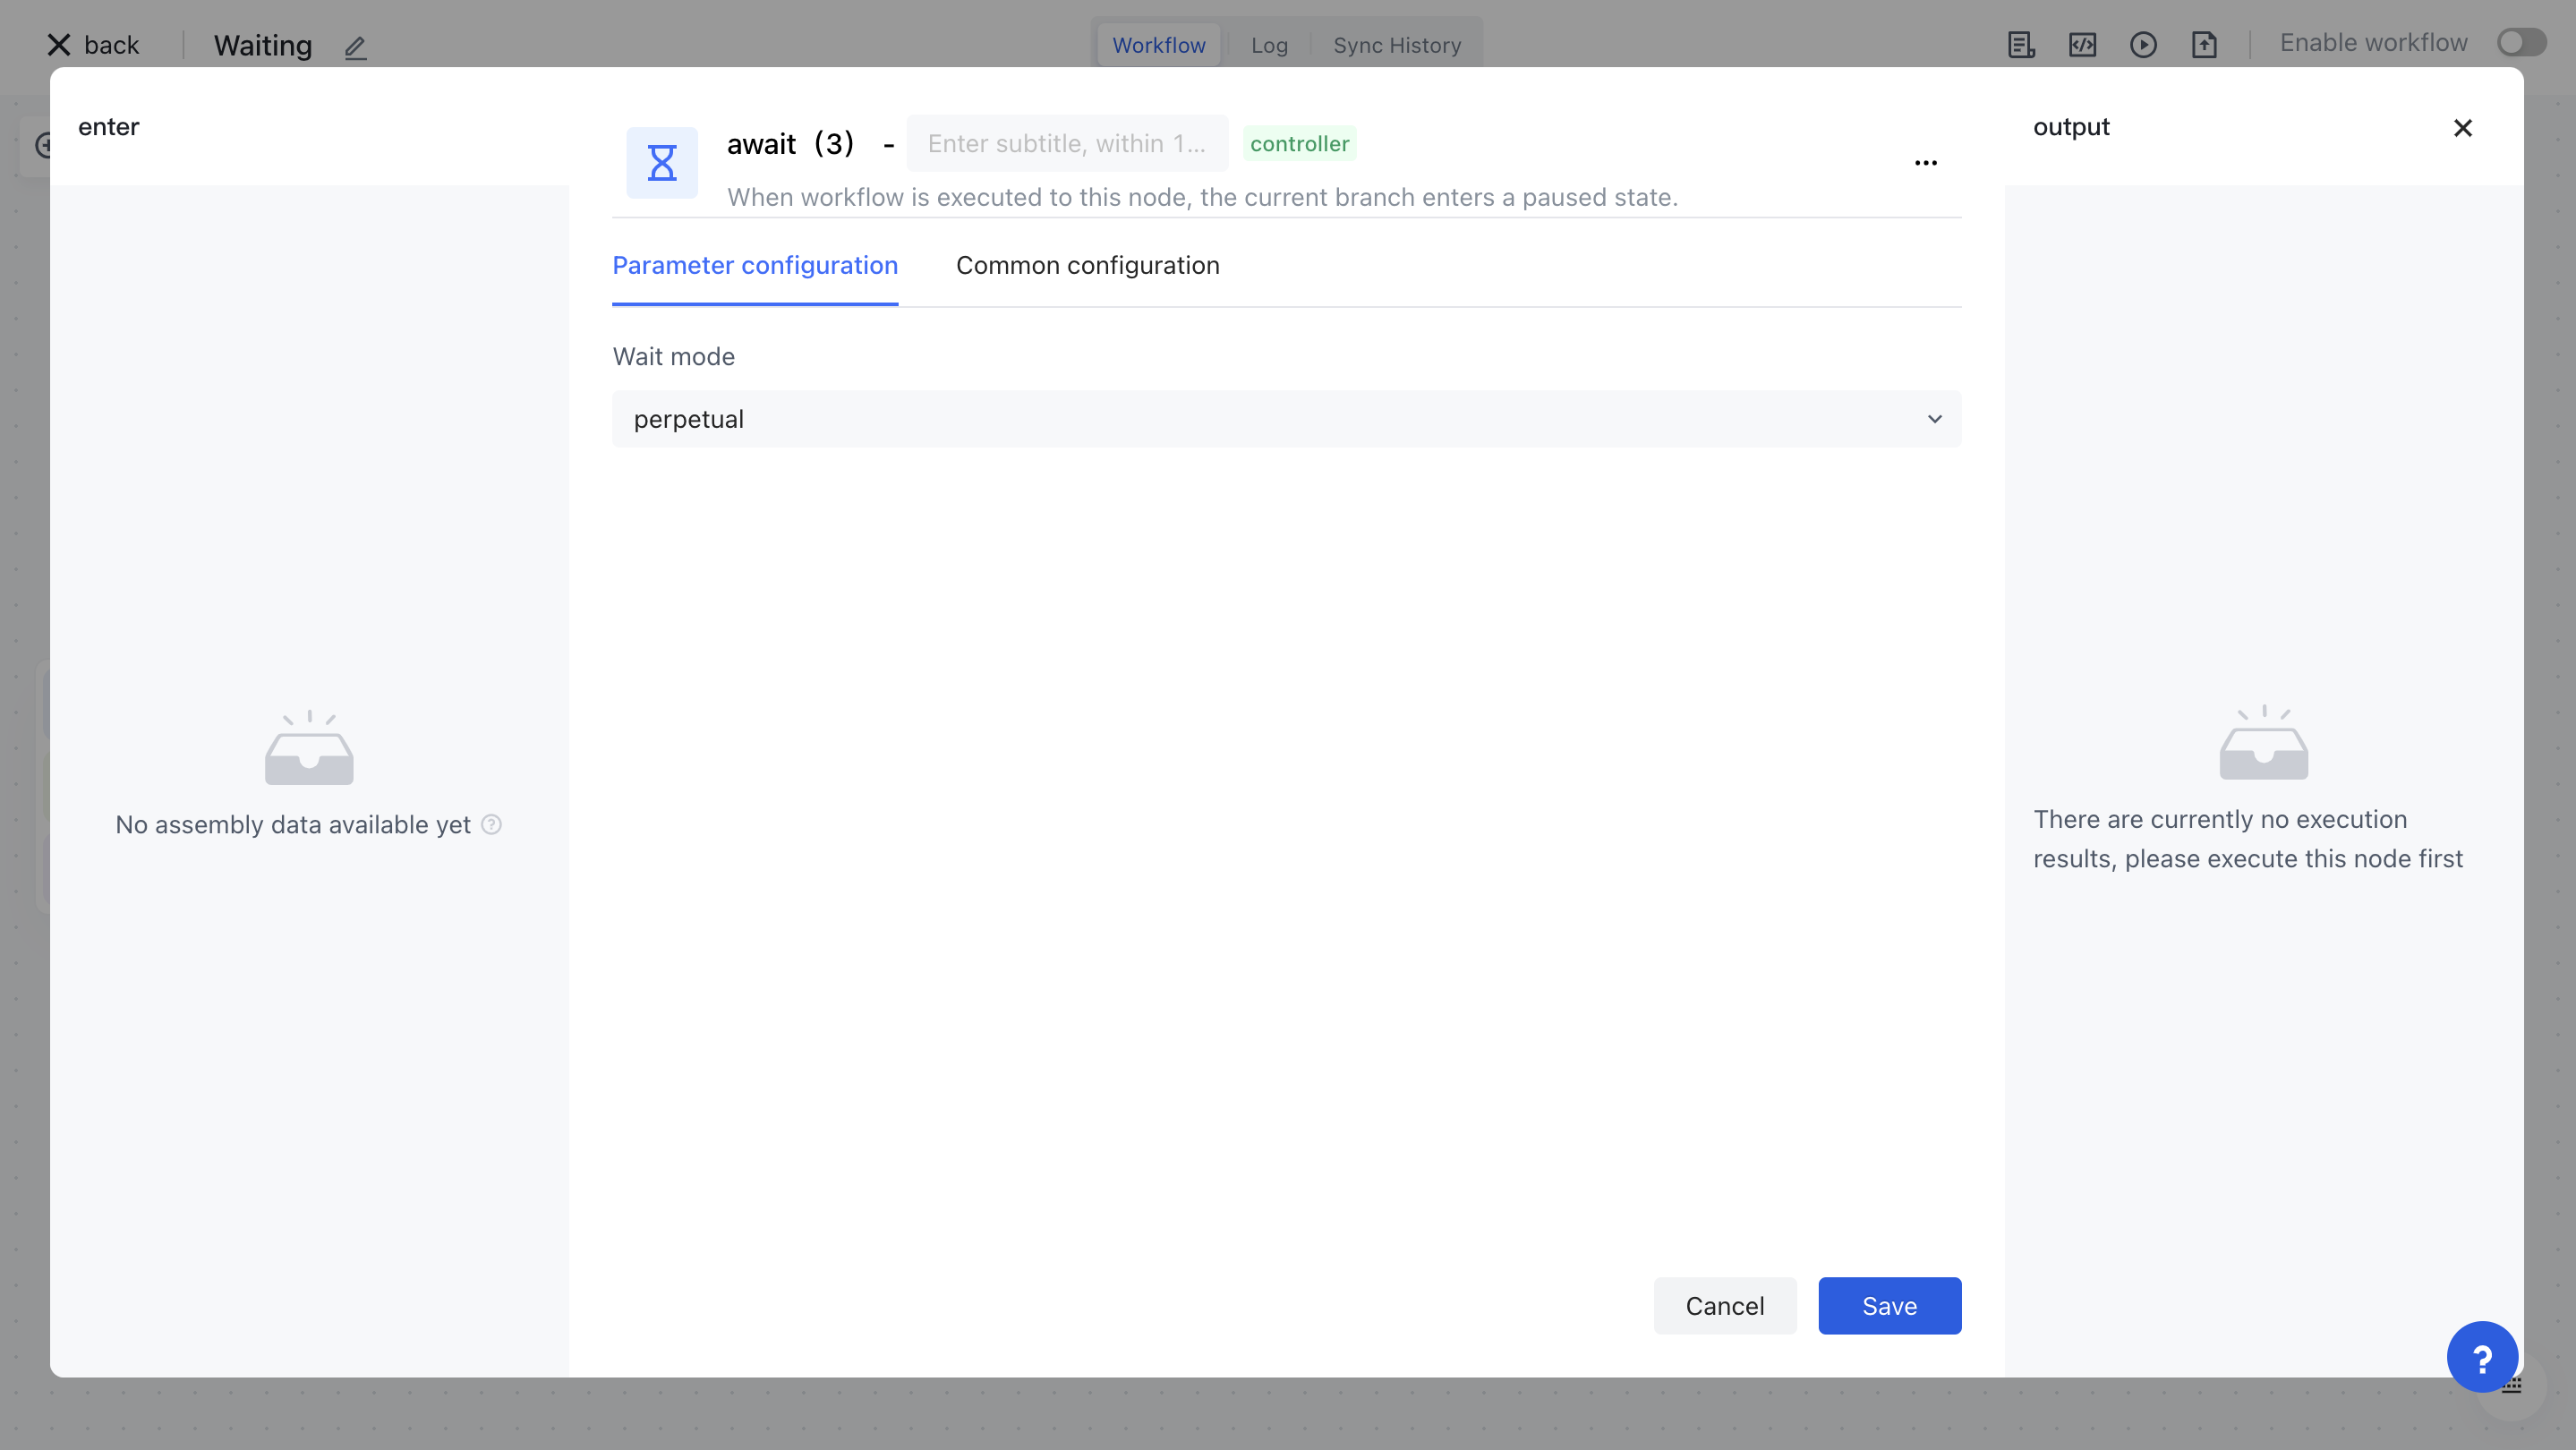 back
Waiting
Workflow
Log
Sync History
Enable workflow
enter
await (3) -
Enter subtitle, within 1...
controller
When workflow is executed to this node, the current branch enters a paused state.
output
Parameter configuration
Common configuration
Wait mode
perpetual
No assembly data available yet
There are currently no execution
results, please execute this node first
Cancel
Save